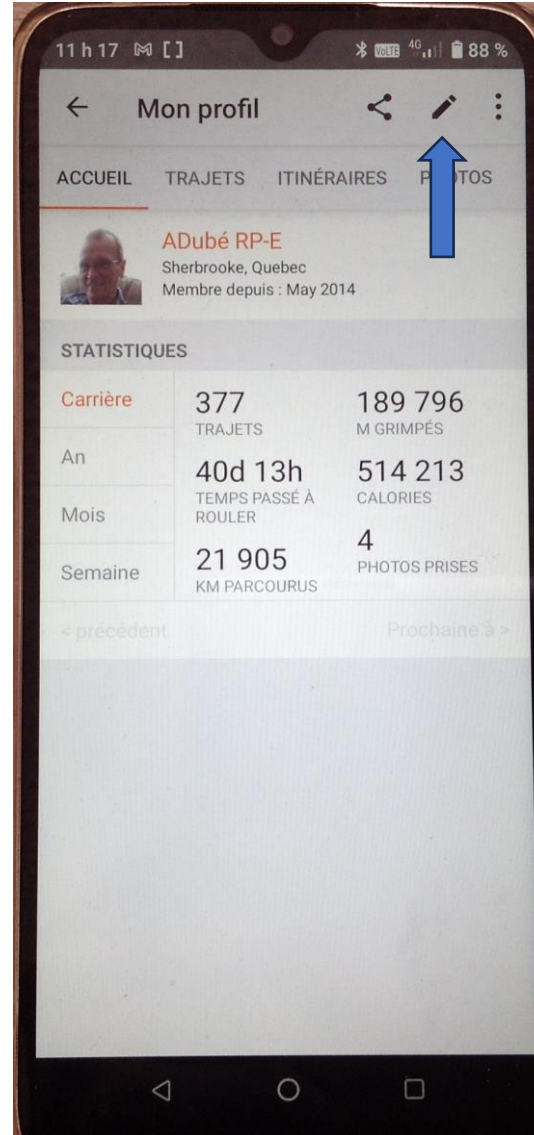 11 h 17 VoLTE 4G 88 %
Mon profil
ACCUEIL TRAJETS ITINÉRAIRES
ADubé RP-E
Sherbrooke, Quebec
Membre depuis : May 2014
STATISTIQUES
Carrière
An
Mois
Semaine
377
TRAJETS
189 796
M GRIMPÉS
40d 13h
TEMPS PASSÉ À
ROULER
514 213
CALORIES
21 905
KM PARCOURUS
4
PHOTOS PRISES
< précédent Prochaine à >